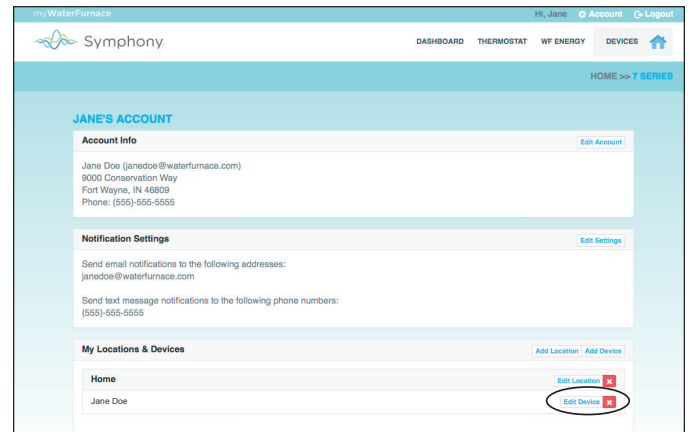 myWaterFurnace Hi, Jane Account Logout
Symphony DASHBOARD THERMOSTAT WF ENERGY DEVICES
HOME >> 7 SERIES
JANE'S ACCOUNT
Account Info Edit Account
Jane Doe (janedoe@waterfurnace.com)
9000 Conservation Way
Fort Wayne, IN 46809
Phone: (555)-555-5555
Notification Settings Edit Settings
Send email notifications to the following addresses:
janedoe@waterfurnace.com
Send text message notifications to the following phone numbers:
(555)-555-5555
My Locations & Devices Add Location Add Device
Home Edit Location x
Jane Doe Edit Device x